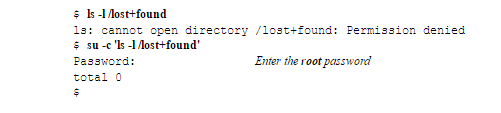 $ ls -l /lost+found
ls: cannot open directory /lost+found: Permission denied
$ su -c 'ls -l /lost+found'
Password: Enter the root password
total 0
$